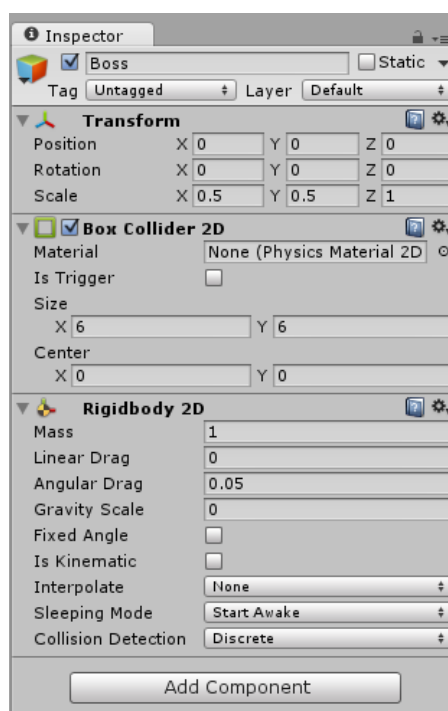 Inspector
Boss Static
Tag Untagged Layer Default
Transform
Position X 0 Y 0 Z 0
Rotation X 0 Y 0 Z 0
Scale X 0.5 Y 0.5 Z 1
Box Collider 2D
Material None (Physics Material 2D
Is Trigger
Size
X 6 Y 6
Center
X 0 Y 0
Rigidbody 2D
Mass 1
Linear Drag 0
Angular Drag 0.05
Gravity Scale 0
Fixed Angle
Is Kinematic
Interpolate None
Sleeping Mode Start Awake
Collision Detection Discrete
Add Component